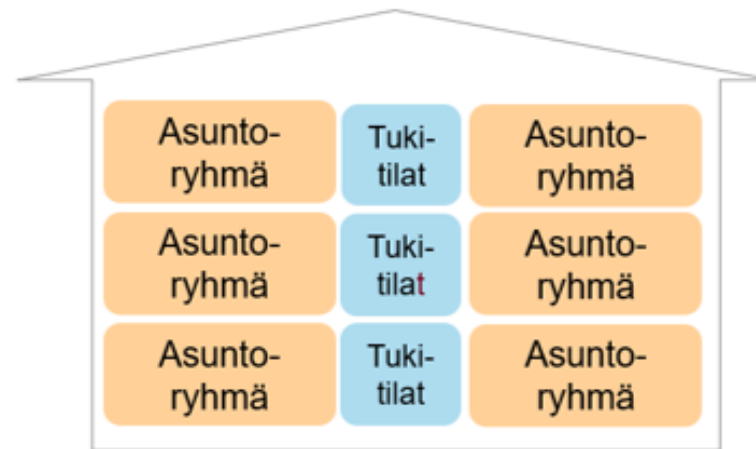 Asunto-
ryhmä
Tuki-
tilat
Asunto-
ryhmä
Asunto-
ryhmä
Tuki-
tilat
Asunto-
ryhmä
Asunto-
ryhmä
Tuki-
tilat
Asunto-
ryhmä